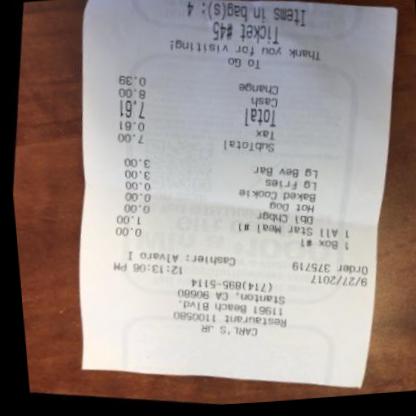 CARL'S JR
Restaurant 1100580
11961 Beach Blvd.
Stanton, CA 90680
(714)895-5114
9/27/2017 12:13:06 PM
Order 375719 Cashier: Alvaro I
1 Box #1 0.00
1 All Star Meal #1 1.00
Dbl Chbgr 0.00
Hot Dog 0.00
Baked Cookie 0.00
Lg Fries 3.00
Lg Bev Bar 3.00
SubTotal 7.00
Tax 0.61
Total 7.61
Cash 8.00
Change 0.39
To Go
Thank you for visiting!
Ticket #45
Items in bag(s): 4